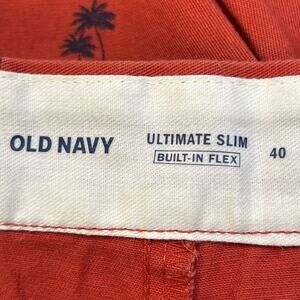 OLD NAVY
ULTIMATE SLIM
BUILT-IN FLEX
40